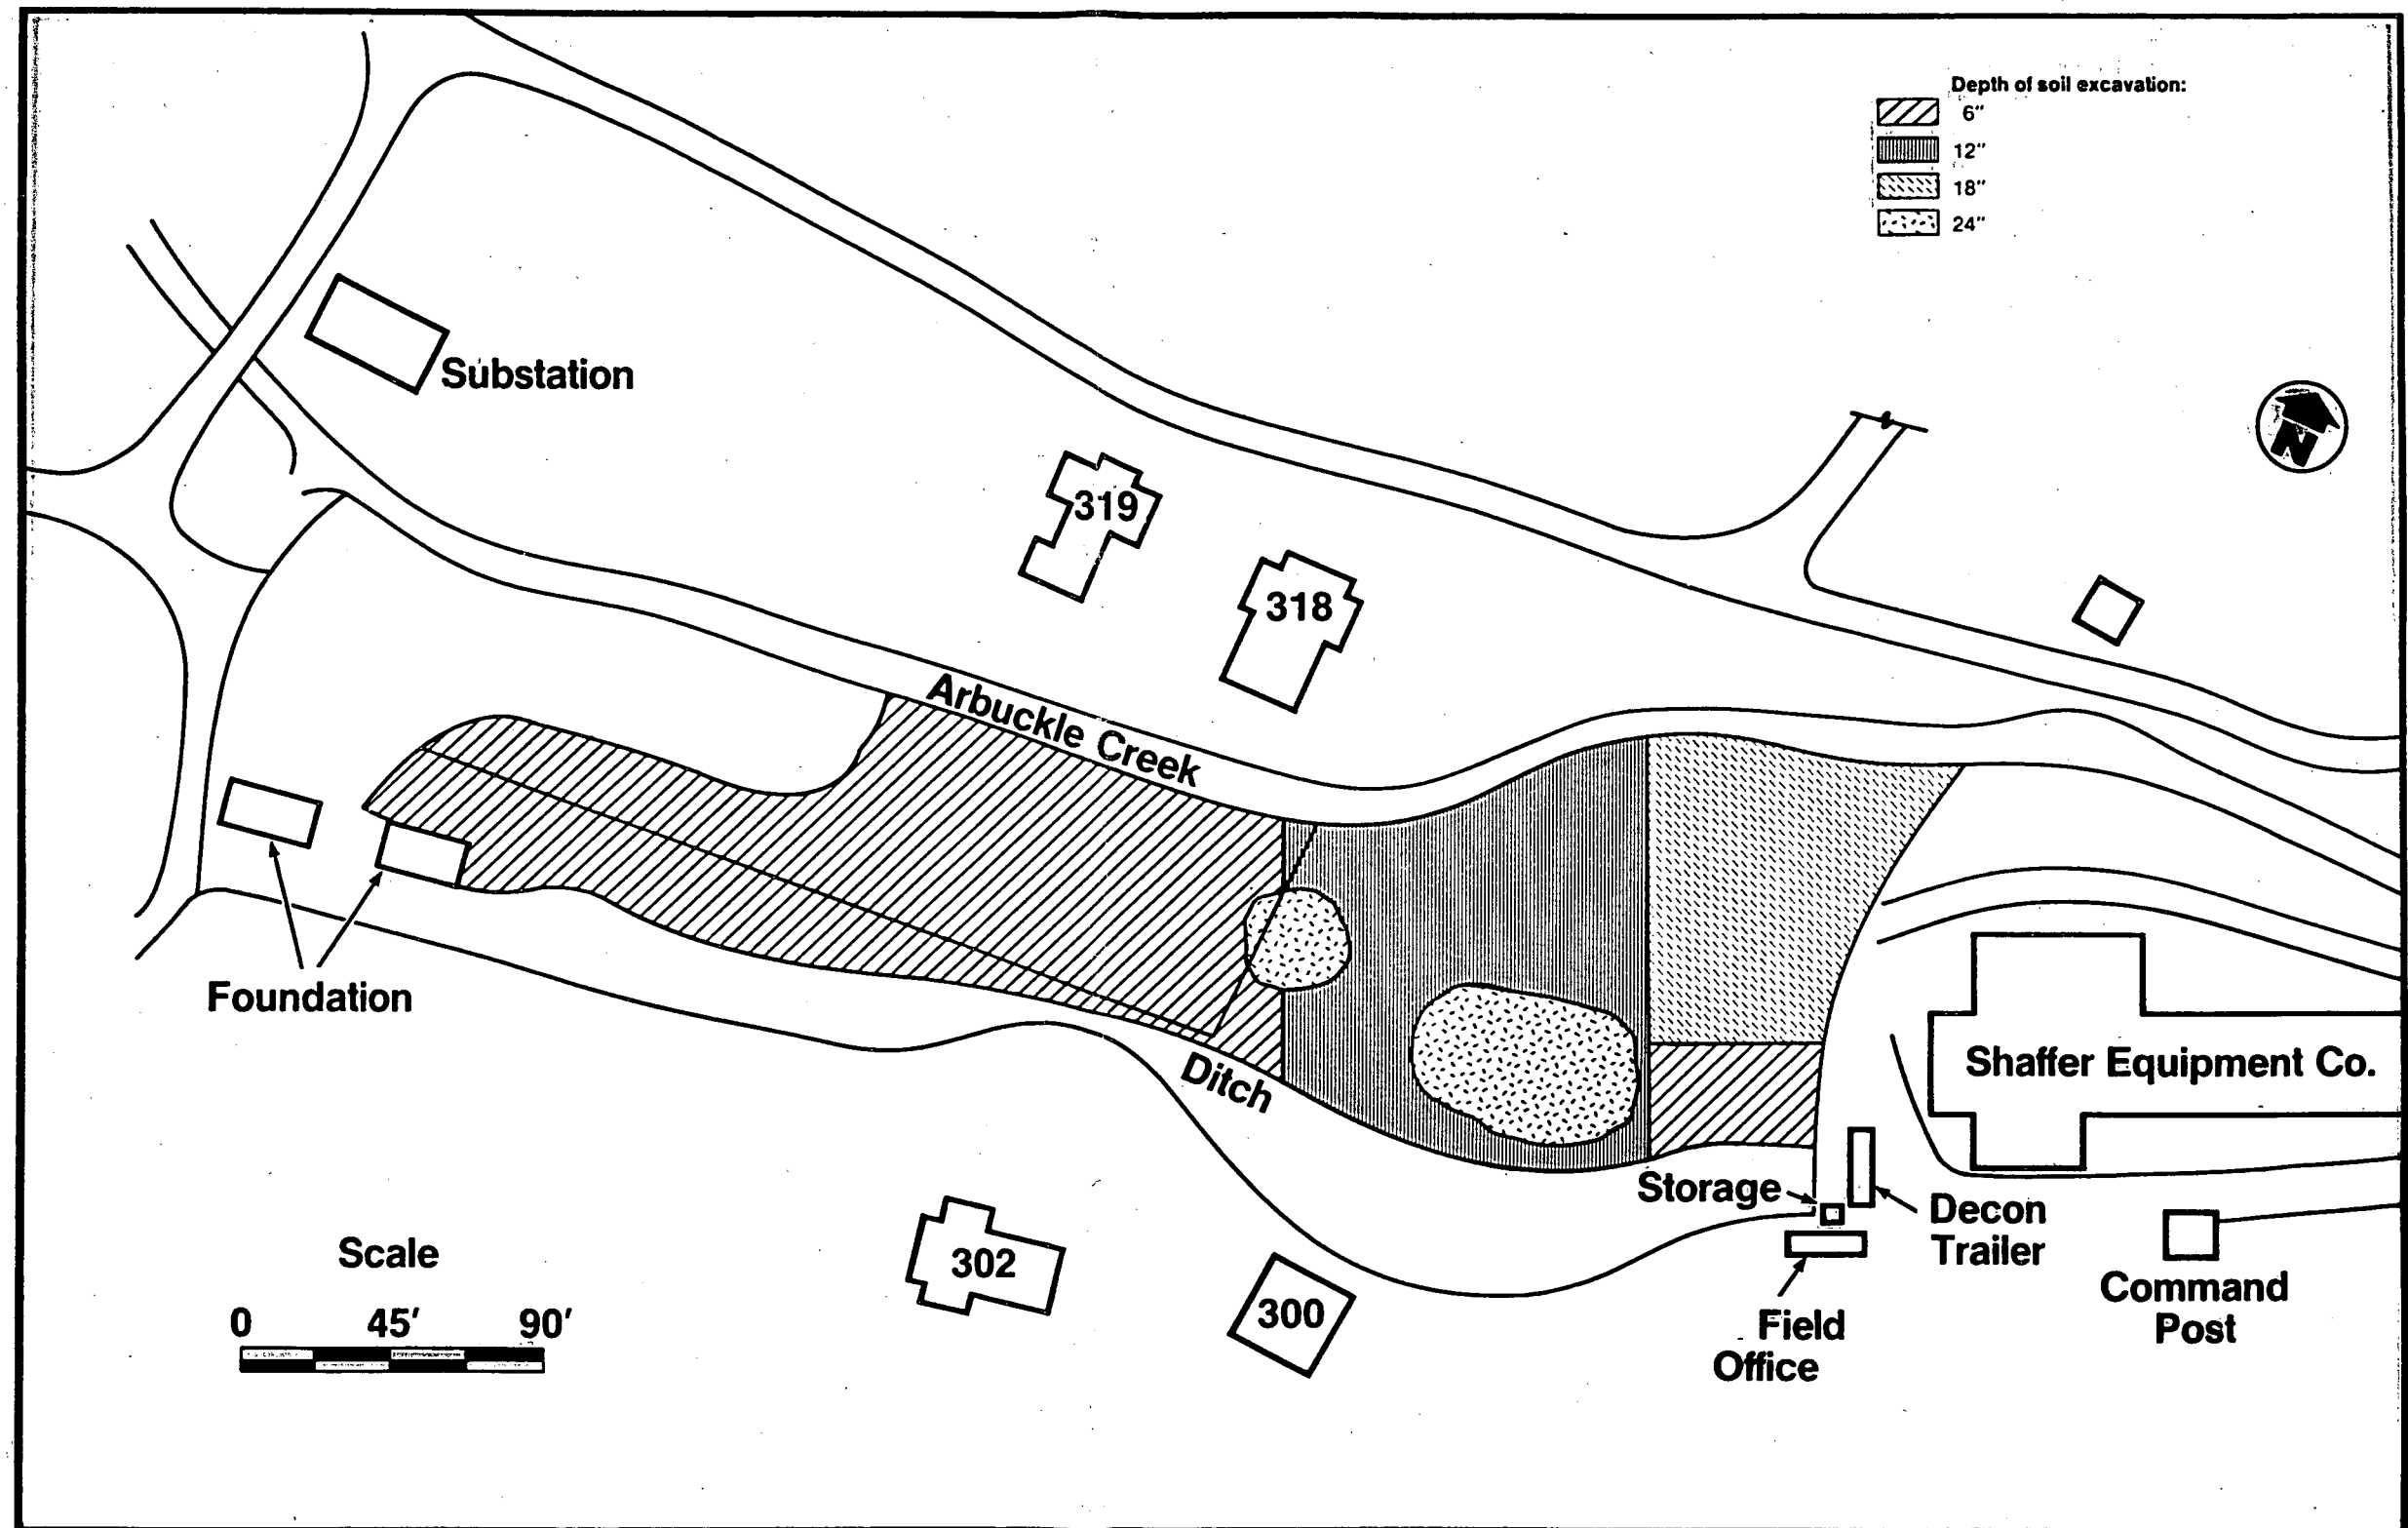 Depth of soil excavation:
6"
12"
18"
24"
Substation
N
319
318
Arbuckle Creek
Foundation
Ditch
Shaffer Equipment Co.
Storage
Decon
Trailer
302
300
Field
Office
Command
Post
Scale
0 45' 90'